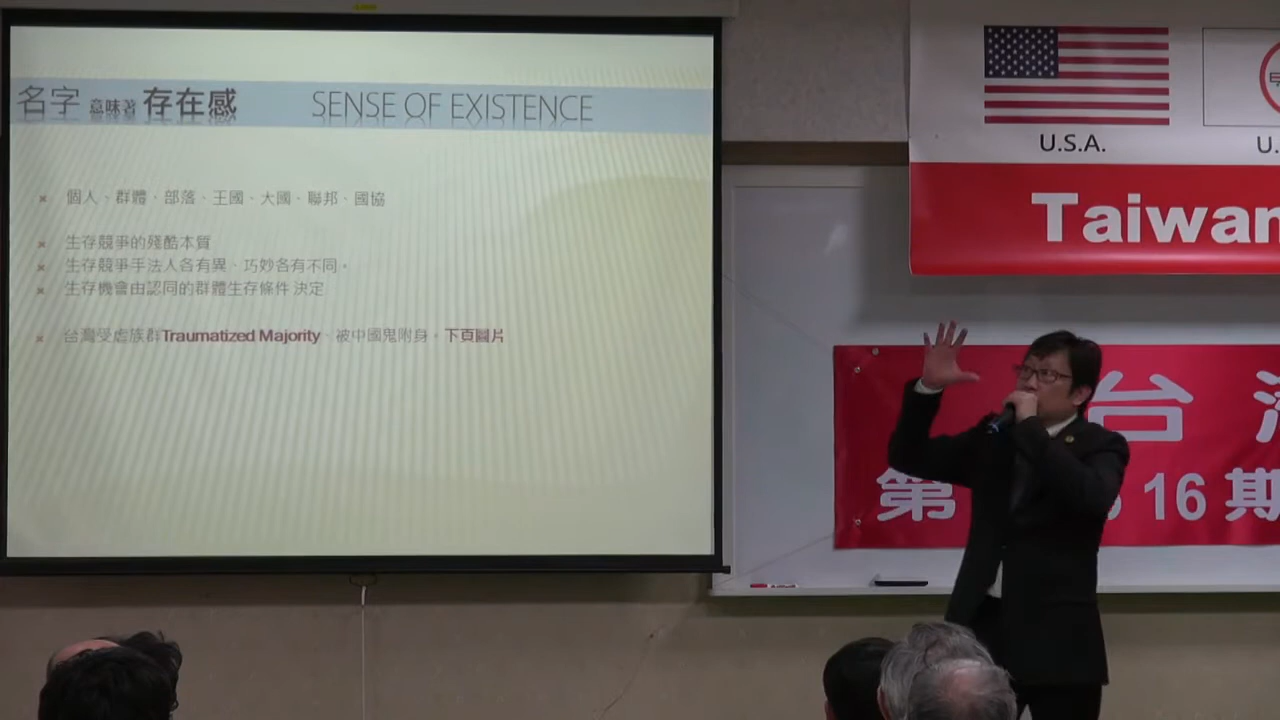 名字 意味著 存在感 SENSE OF EXISTENCE
個人、群體、部落、王國、大國、聯邦、國協
生存競爭的殘酷本質
生存競爭手法人各有異、巧妙各有不同。
生存機會由認同的群體生存條件 決定
台灣受虐族群Traumatized Majority、被中國鬼附身。下頁圖片
U.S.A.
U.
Taiwan
台
第 16 期